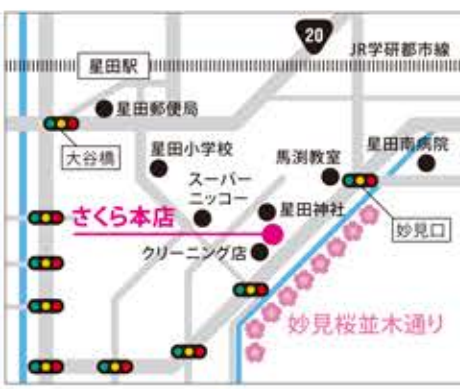 20
JR学研都市線
星田駅
星田郵便局
大谷橋
星田小学校
馬渕教室
星田南病院
スーパー
ニッコー
さくら本店
星田神社
妙見口
クリーニング店
妙見桜並木通り